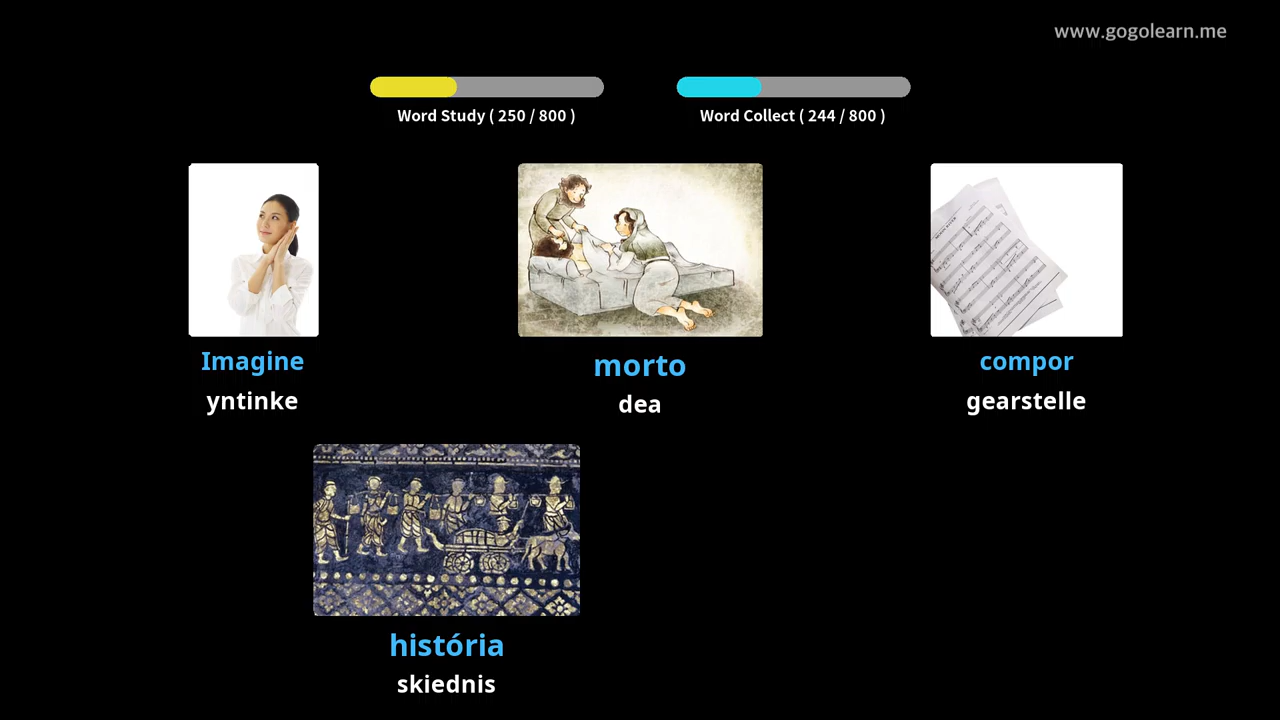 www.gogolearn.me
Word Study ( 250 / 800 )
Word Collect ( 244 / 800 )
Imagine
morto
compor
yntinke
dea
gearstelle
história
skiednis